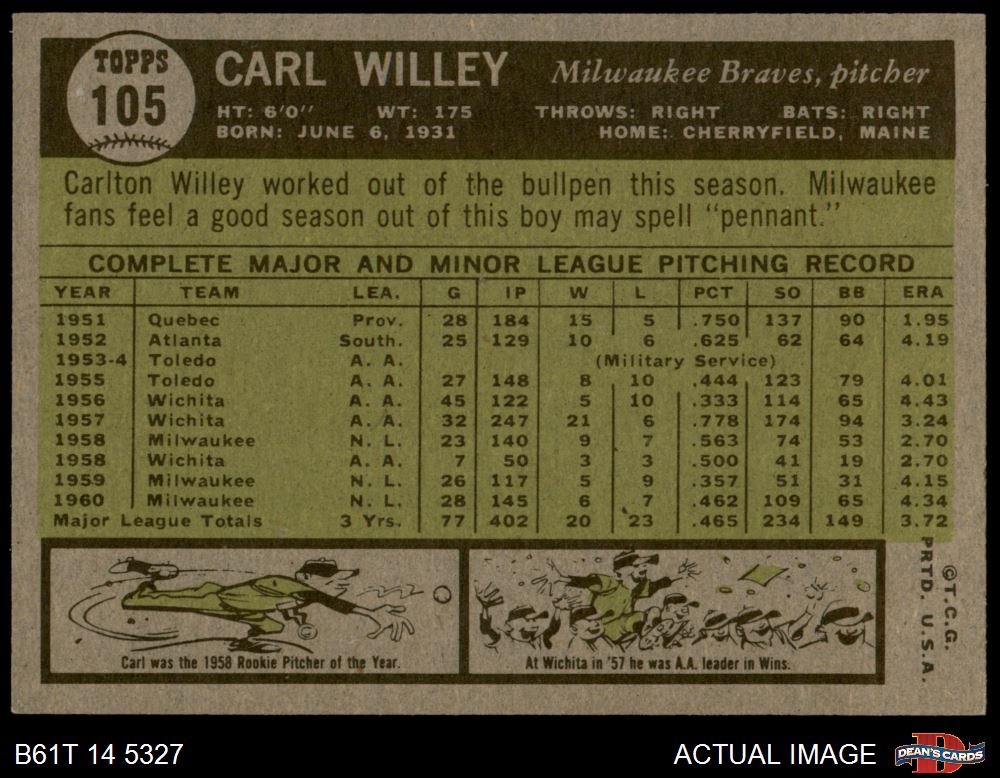 TOPPS
105
CARL WILLEY Milwaukee Braves, pitcher
HT: 6'0" WT: 175 THROWS: RIGHT BATS: RIGHT
BORN: JUNE 6, 1931 HOME: CHERRYFIELD, MAINE
Carlton Willey worked out of the bullpen this season. Milwaukee
fans feel a good season out of this boy may spell "pennant."
COMPLETE MAJOR AND MINOR LEAGUE PITCHING RECORD
YEAR TEAM LEA. G IP W L PCT SO BB ERA
1951 Quebec Prov. 28 184 15 5 .750 137 90 1.95
1952 Atlanta South. 25 129 10 6 .625 62 64 4.19
1953-4 Toledo A. A. (Military Service)
1955 Toledo A. A. 27 148 8 10 .444 123 79 4.01
1956 Wichita A. A. 45 122 5 10 .333 114 65 4.43
1957 Wichita A. A. 32 247 21 6 .778 174 94 3.24
1958 Milwaukee N. L. 23 140 9 7 .563 74 53 2.70
1958 Wichita A. A. 7 50 3 3 .500 41 19 2.70
1959 Milwaukee N. L. 26 117 5 9 .357 51 31 4.15
1960 Milwaukee N. L. 28 145 6 7 .462 109 65 4.34
Major League Totals 3 Yrs. 77 402 20 23 .465 234 149 3.72
Carl was the 1958 Rookie Pitcher of the Year.
At Wichita in '57 he was A.A. leader in Wins.
©T.C.G.
PRTD. U.S.A.
B61T 14 5327 ACTUAL IMAGE
DEAN'S CARDS